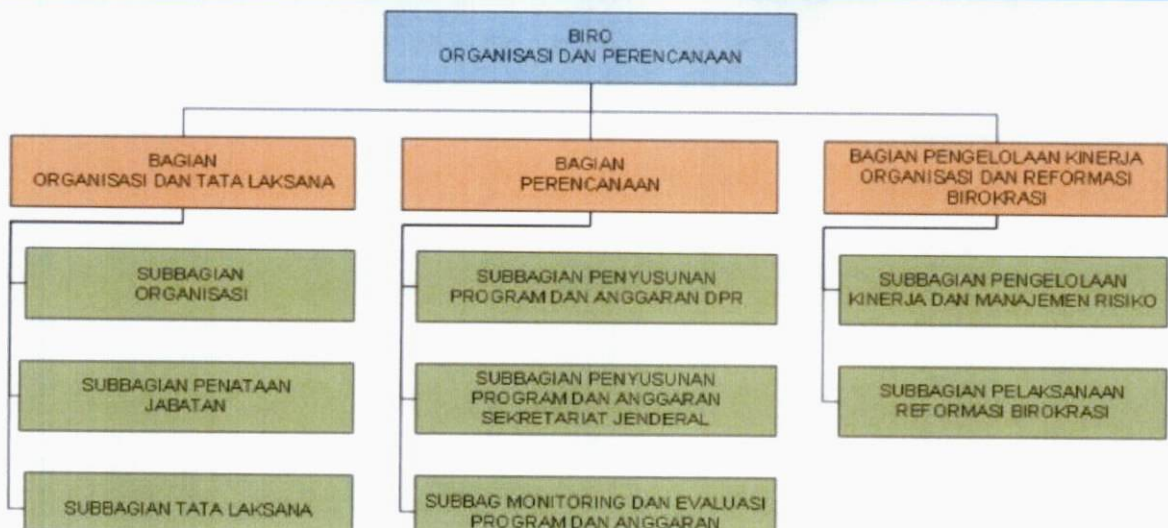 BIRO
ORGANISASI DAN PERENCANAAN
BAGIAN
ORGANISASI DAN TATA LAKSANA
BAGIAN
PERENCANAAN
BAGIAN PENGELOLAAN KINERJA
ORGANISASI DAN REFORMASI
BIROKRASI
SUBBAGIAN
ORGANISASI
SUBBAGIAN PENYUSUNAN
PROGRAM DAN ANGGARAN DPR
SUBBAGIAN PENGELOLAAN
KINERJA DAN MANAJEMEN RISIKO
SUBBAGIAN PENATAAN
JABATAN
SUBBAGIAN PENYUSUNAN
PROGRAM DAN ANGGARAN
SEKRETARIAT JENDERAL
SUBBAGIAN PELAKSANAAN
REFORMASI BIROKRASI
SUBBAGIAN TATA LAKSANA
SUBBAG MONITORING DAN EVALUASI
PROGRAM DAN ANGGARAN